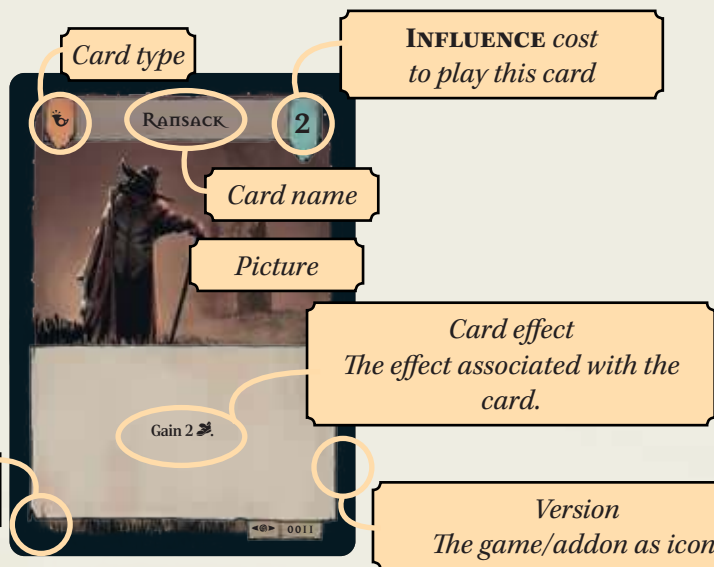 Card type
INFLUENCE cost
to play this card
RANSACK
2
Card name
Picture
Card effect
The effect associated with the
card.
Gain 2 .
Version
The game/addon as icon
0011